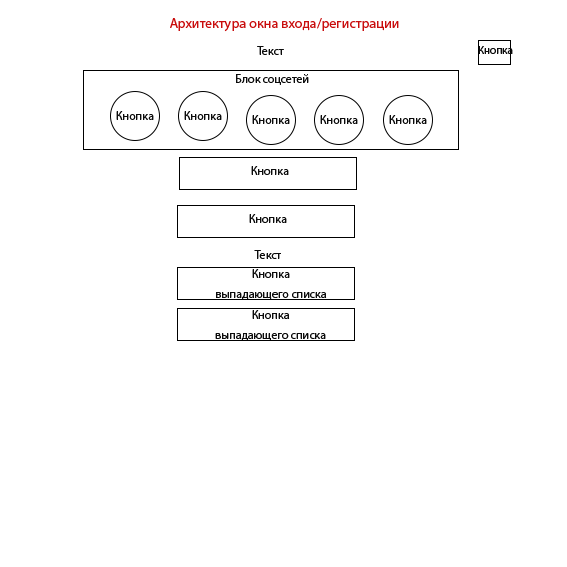 Архитектура окна входа/регистрации
Текст
Кнопка
Блок соцсетей
Кнопка
Кнопка
Кнопка
Кнопка
Кнопка
Кнопка
Кнопка
Текст
Кнопка
выпадающего списка
Кнопка
выпадающего списка